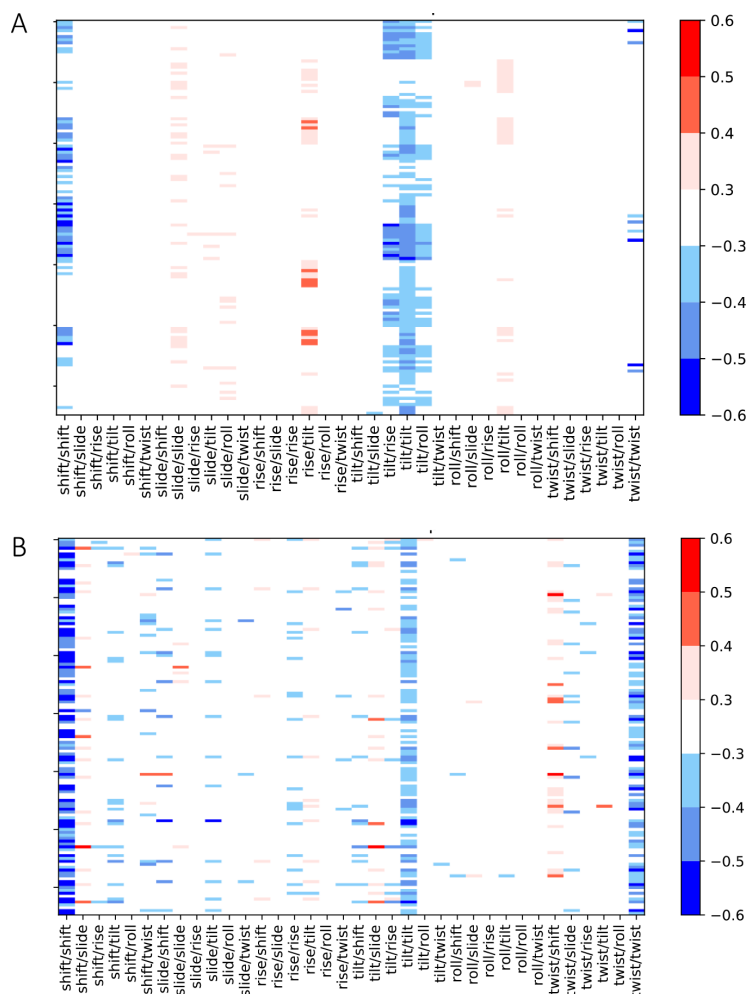 A
0.6
0.5
0.4
0.3
−0.3
−0.4
−0.5
−0.6
shift/shift
shift/slide
shift/rise
shift/tilt
shift/roll
shift/twist
slide/shift
slide/slide
slide/rise
slide/tilt
slide/roll
slide/twist
rise/shift
rise/slide
rise/rise
rise/tilt
rise/roll
rise/twist
tilt/shift
tilt/slide
tilt/rise
tilt/tilt
tilt/roll
tilt/twist
roll/shift
roll/slide
roll/rise
roll/tilt
roll/roll
roll/twist
twist/shift
twist/slide
twist/rise
twist/tilt
twist/roll
twist/twist
B
0.6
0.5
0.4
0.3
−0.3
−0.4
−0.5
−0.6
shift/shift
shift/slide
shift/rise
shift/tilt
shift/roll
shift/twist
slide/shift
slide/slide
slide/rise
slide/tilt
slide/roll
slide/twist
rise/shift
rise/slide
rise/rise
rise/tilt
rise/roll
rise/twist
tilt/shift
tilt/slide
tilt/rise
tilt/tilt
tilt/roll
tilt/twist
roll/shift
roll/slide
roll/rise
roll/tilt
roll/roll
roll/twist
twist/shift
twist/slide
twist/rise
twist/tilt
twist/roll
twist/twist